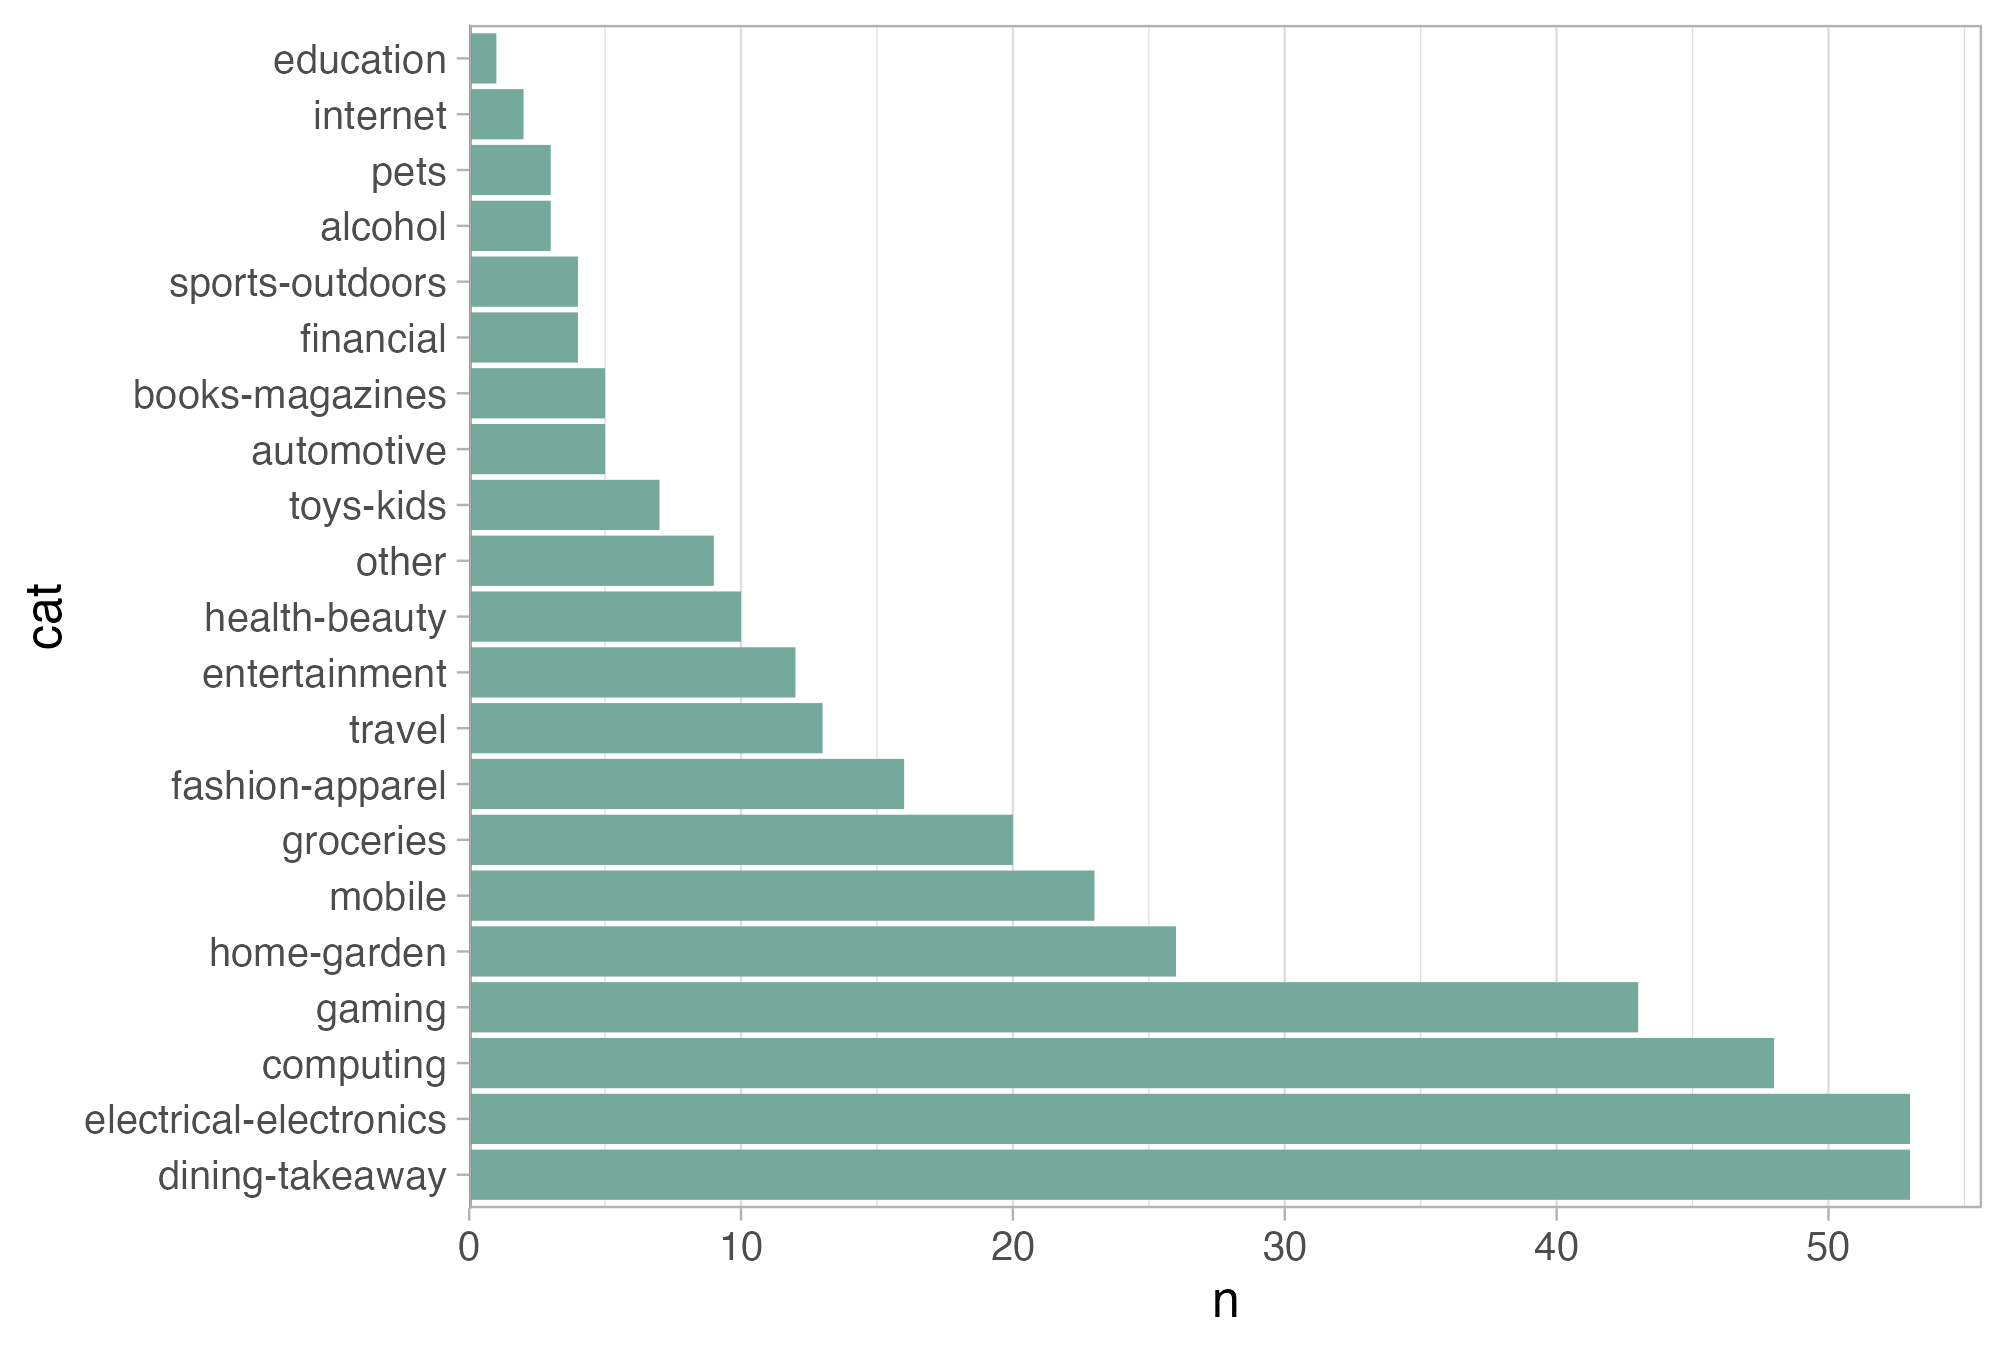 education
internet
pets
alcohol
sports-outdoors
financial
books-magazines
automotive
toys-kids
other
health-beauty
entertainment
travel
fashion-apparel
groceries
mobile
home-garden
gaming
computing
electrical-electronics
dining-takeaway
cat
0 10 20 30 40 50
n